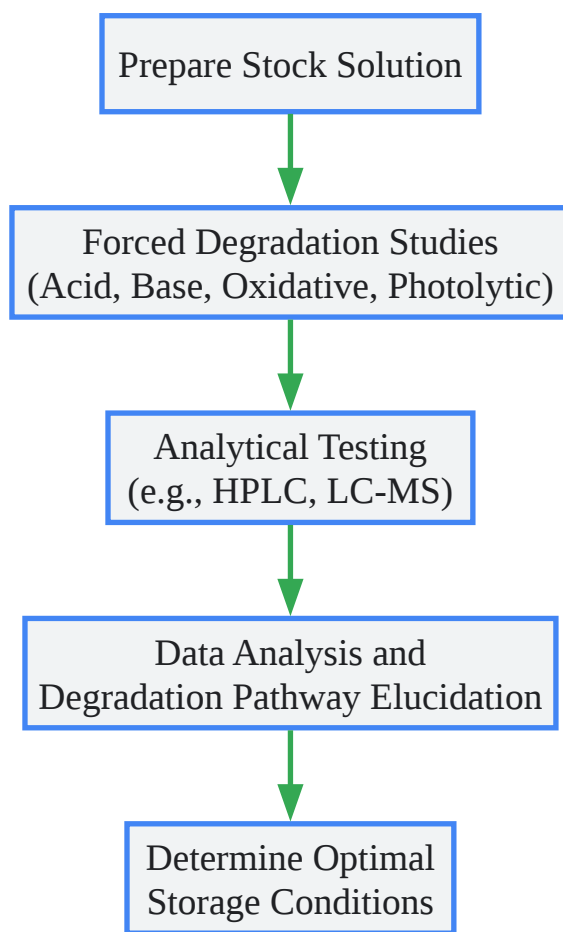 Prepare Stock Solution
Forced Degradation Studies
(Acid, Base, Oxidative, Photolytic)
Analytical Testing
(e.g., HPLC, LC-MS)
Data Analysis and
Degradation Pathway Elucidation
Determine Optimal
Storage Conditions